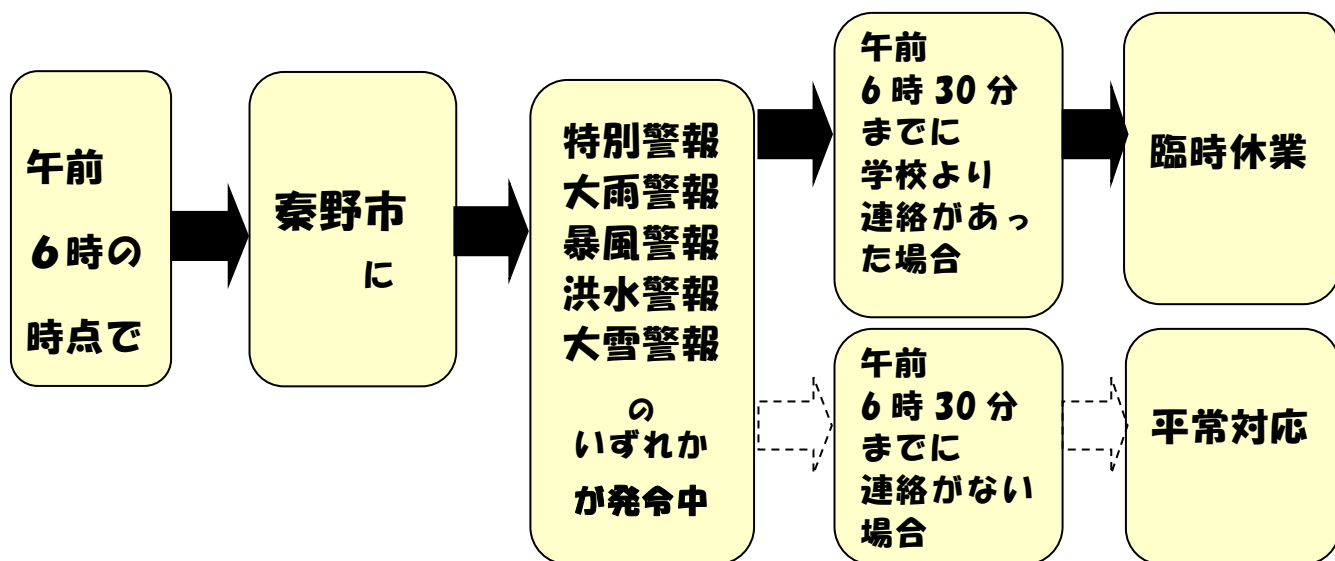 午前
6時の
時点で
秦野市
に
特別警報
大雨警報
暴風警報
洪水警報
大雪警報
の
いずれか
が発令中
午前
6時30分
までに
学校より
連絡があっ
た場合
臨時休業
午前
6時30分
までに
連絡がない
場合
平常対応